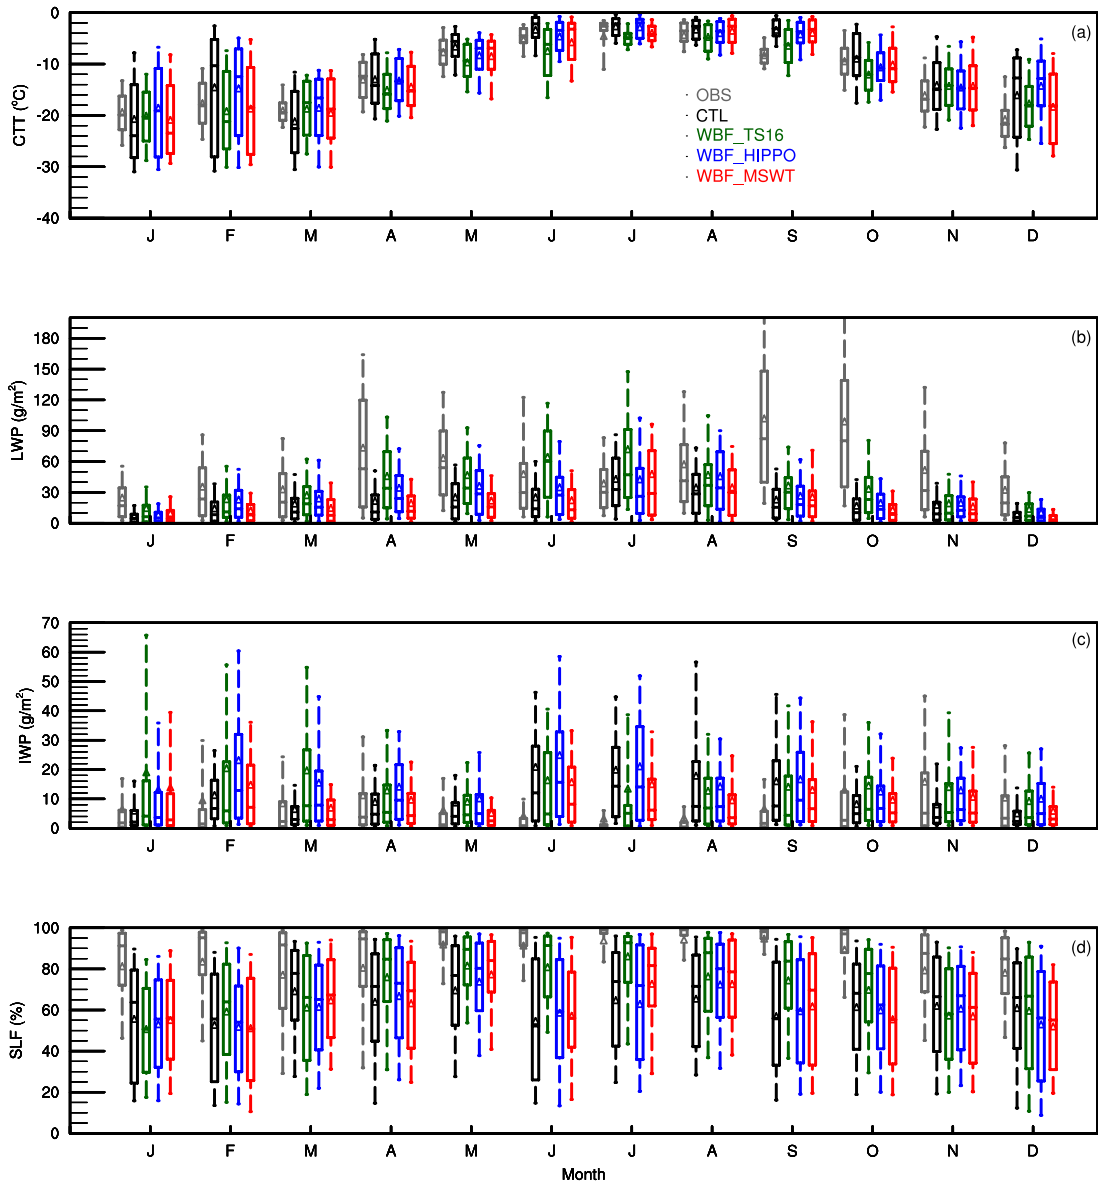 0
-10
-20
-30
-40
CTT (°C)
(a)
OBS
CTL
WBF_TS16
WBF_HIPPO
WBF_MSWT
J F M A M J J A S O N D
180
150
120
90
60
30
0
LWP (g/m²)
(b)
J F M A M J J A S O N D
70
60
50
40
30
20
10
0
IWP (g/m²)
(c)
J F M A M J J A S O N D
100
80
60
40
20
0
SLF (%)
(d)
J F M A M J J A S O N D
Month